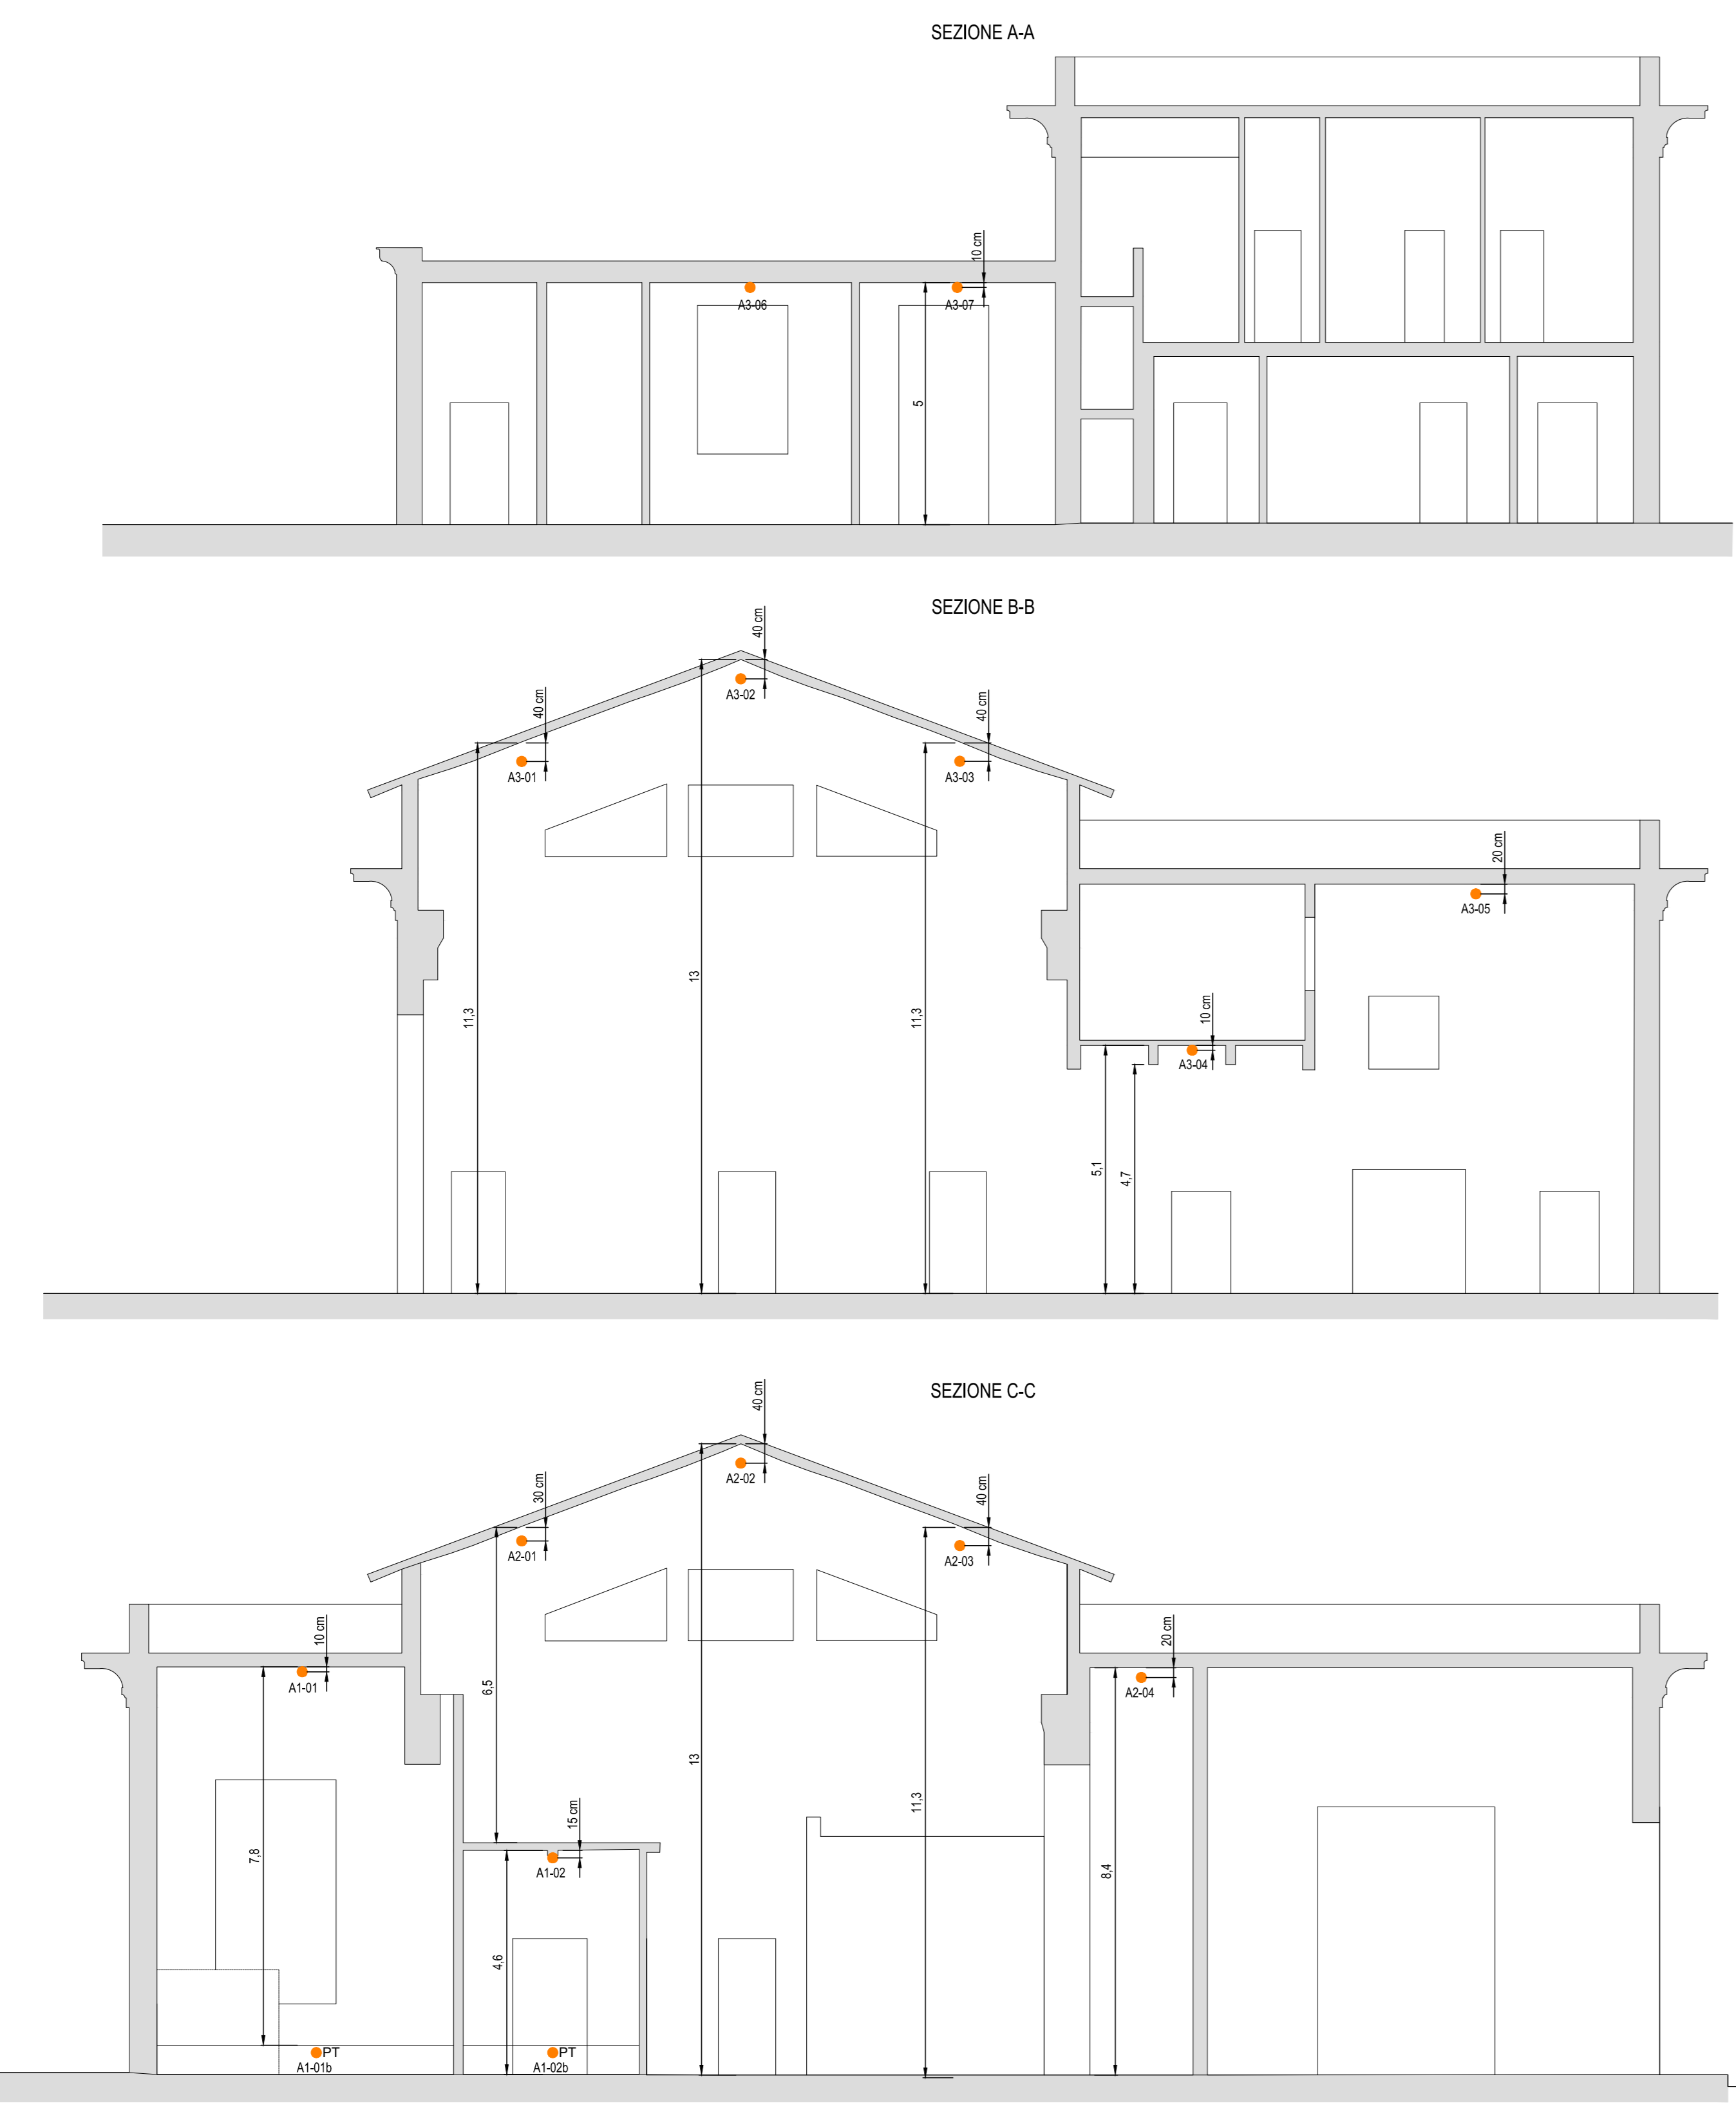 SEZIONE A-A
10 cm
A3-06
A3-07
5
SEZIONE B-B
40 cm
A3-02
40 cm
40 cm
A3-01
A3-03
20 cm
A3-05
13
11,3
11,3
10 cm
A3-04
5,1
4,7
SEZIONE C-C
40 cm
A2-02
30 cm
40 cm
A2-01
A2-03
10 cm
20 cm
A1-01
A2-04
6,5
13
11,3
15 cm
A1-02
7,8
8,4
4,6
PT
PT
A1-01b
A1-02b